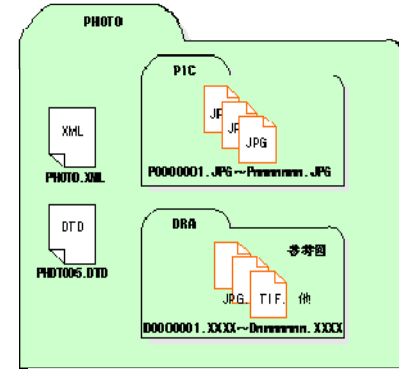 PHOTO
PIC
XML
JPG
JPG
JPG
PHOTO.XML
P0000001.JPG～Pnnnnnnn.JPG
DRA
DTD
参考図
PHOTO05.DTD
JPG.
TIF.
他
D0000001.XXXX～Dnnnnnnn.XXXX